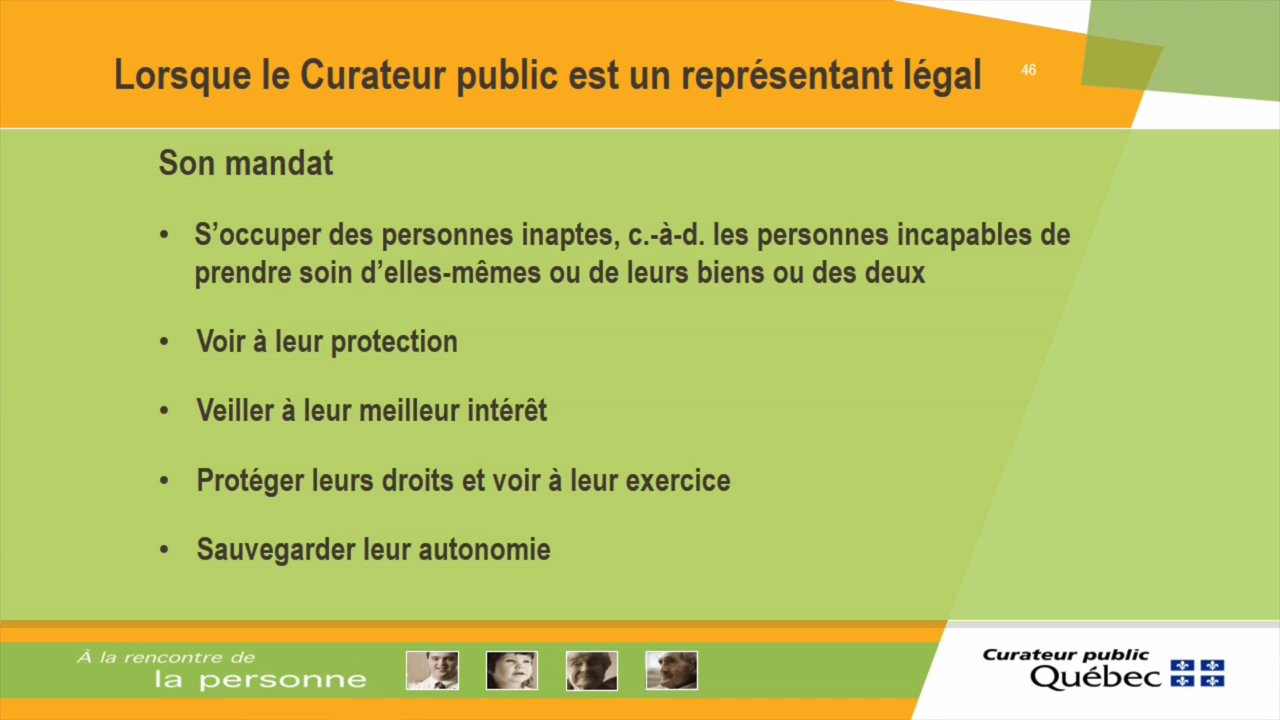 Lorsque le Curateur public est un représentant légal
46
Son mandat
• S’occuper des personnes inaptes, c.-à-d. les personnes incapables de
prendre soin d’elles-mêmes ou de leurs biens ou des deux
• Voir à leur protection
• Veiller à leur meilleur intérêt
• Protéger leurs droits et voir à leur exercice
• Sauvegarder leur autonomie
À la rencontre de
la personne
Curateur public
Québec